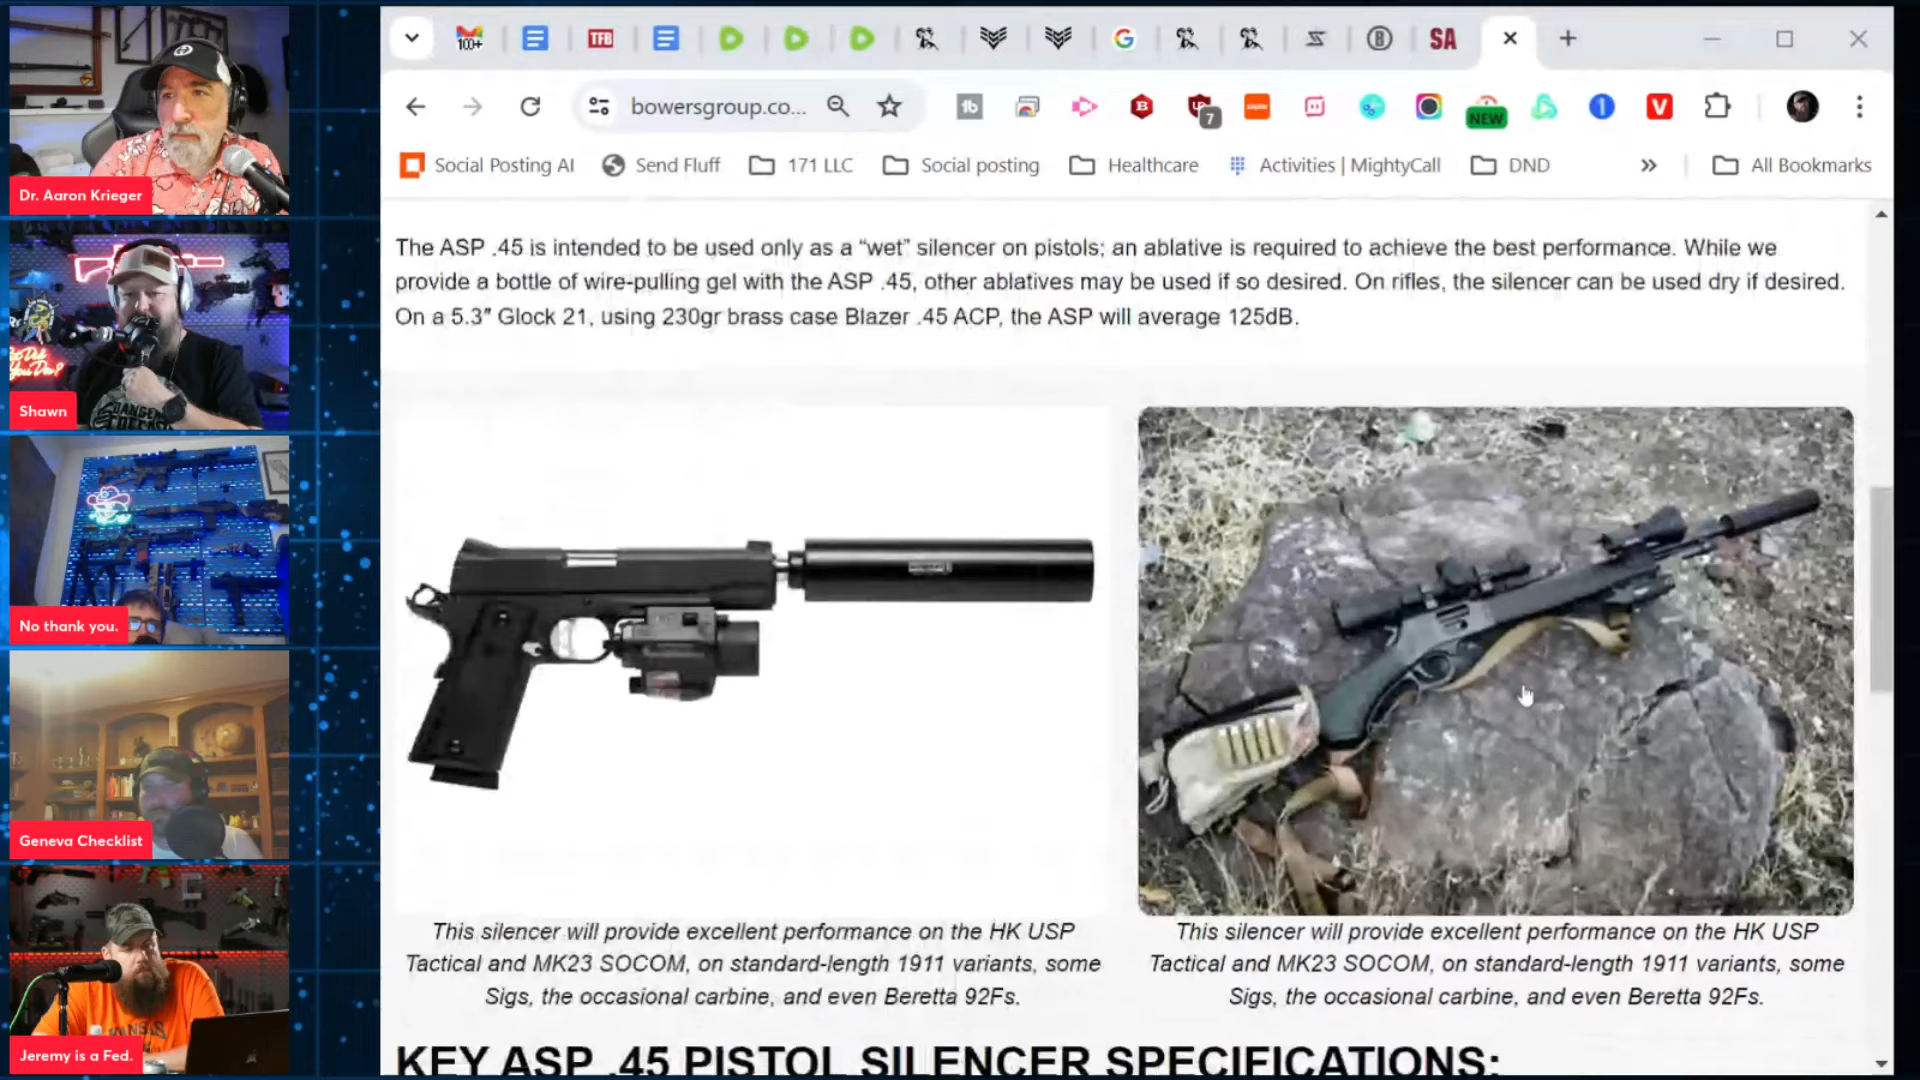 Dr. Aaron Krieger
Shawn
No thank you.
Geneva Checklist
KANSAS
Jeremy is a Fed.
100+
TFB
SA
bowersgroup.co...
7
NEW
Social Posting AI
Send Fluff
171 LLC
Social posting
Healthcare
Activities | MightyCall
DND
All Bookmarks
The ASP .45 is intended to be used only as a “wet” silencer on pistols; an ablative is required to achieve the best performance. While we
provide a bottle of wire-pulling gel with the ASP .45, other ablatives may be used if so desired. On rifles, the silencer can be used dry if desired.
On a 5.3″ Glock 21, using 230gr brass case Blazer .45 ACP, the ASP will average 125dB.
This silencer will provide excellent performance on the HK USP
Tactical and MK23 SOCOM, on standard-length 1911 variants, some
Sigs, the occasional carbine, and even Beretta 92Fs.
This silencer will provide excellent performance on the HK USP
Tactical and MK23 SOCOM, on standard-length 1911 variants, some
Sigs, the occasional carbine, and even Beretta 92Fs.
KEY ASP .45 PISTOL SILENCER SPECIFICATIONS: